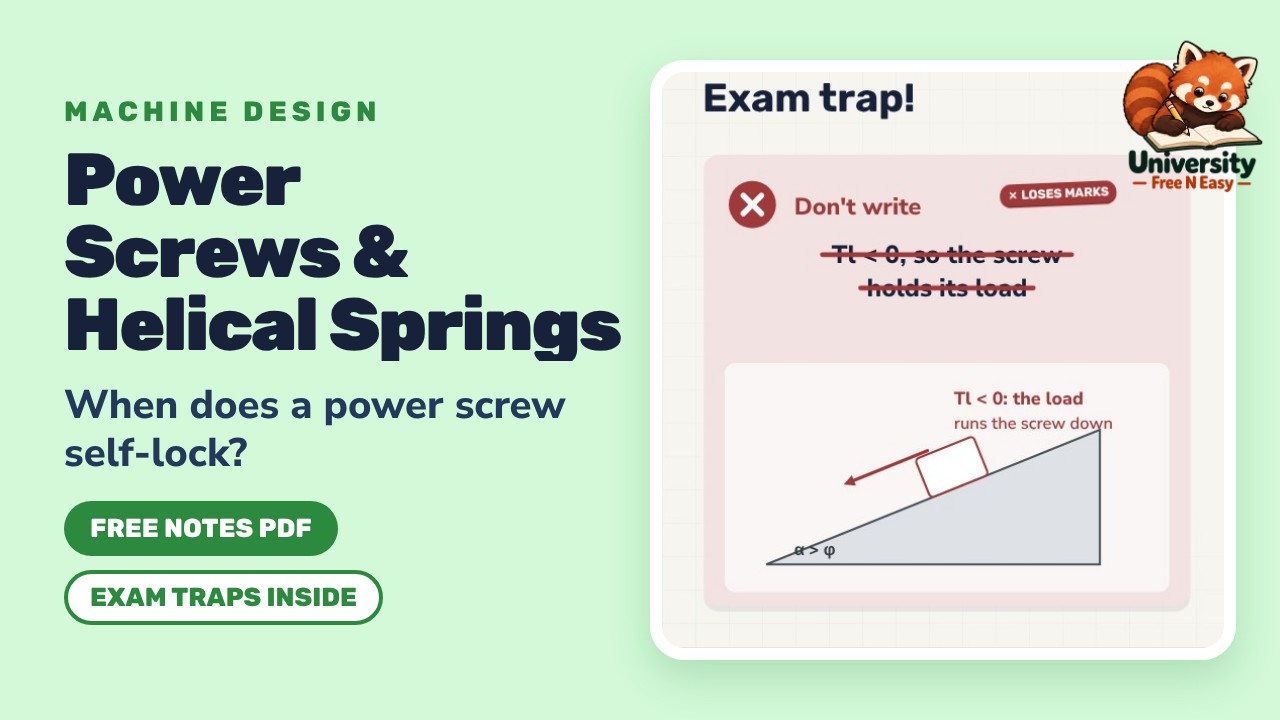 MACHINE DESIGN
Power
Screws &
Helical Springs
When does a power screw
self-lock?
FREE NOTES PDF
EXAM TRAPS INSIDE
Exam trap!
Don't write
× LOSES MARKS
Tl < 0, so the screw
holds its load
Tl < 0: the load
runs the screw down
α > φ
University
Free N Easy